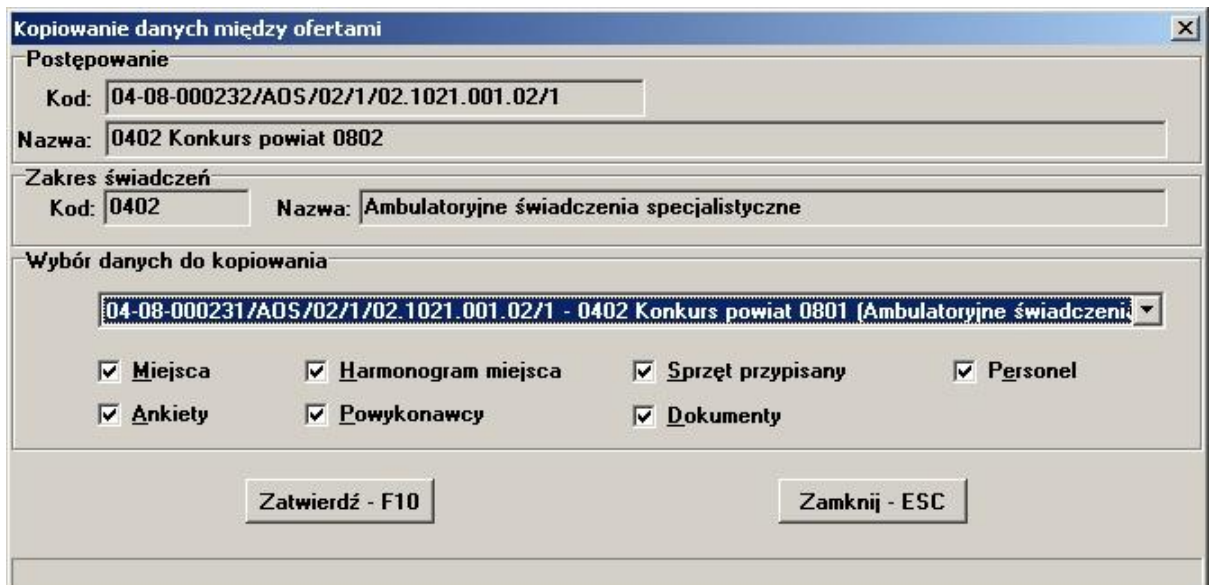 Kopiowanie danych między ofertami
Postępowanie
Kod: 04-08-000232/AOS/02/1/02.1021.001.02/1
Nazwa: 0402 Konkurs powiat 0802
Zakres świadczeń
Kod: 0402 Nazwa: Ambulatoryjne świadczenia specjalistyczne
Wybór danych do kopiowania
04-08-000231/AOS/02/1/02.1021.001.02/1 - 0402 Konkurs powiat 0801 (Ambulatoryjne świadczenia
Miejsca Harmonogram miejsca Sprzęt przypisany Personel
Ankiety Powykonawcy Dokumenty
Zatwierdź - F10 Zamknij - ESC